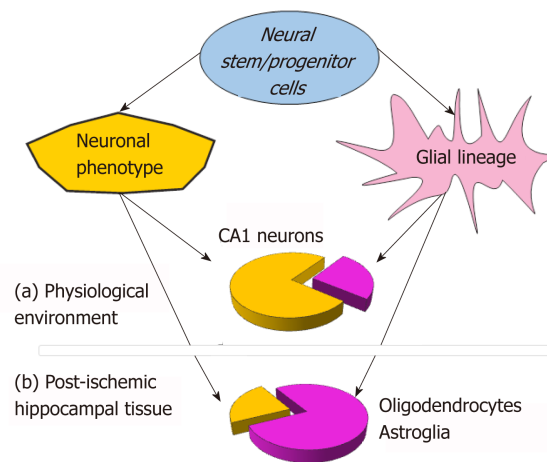 Neural
stem/progenitor
cells
Neuronal
phenotype
Glial lineage
CA1 neurons
(a) Physiological
environment
(b) Post-ischemic
hippocampal tissue
Oligodendrocytes
Astroglia